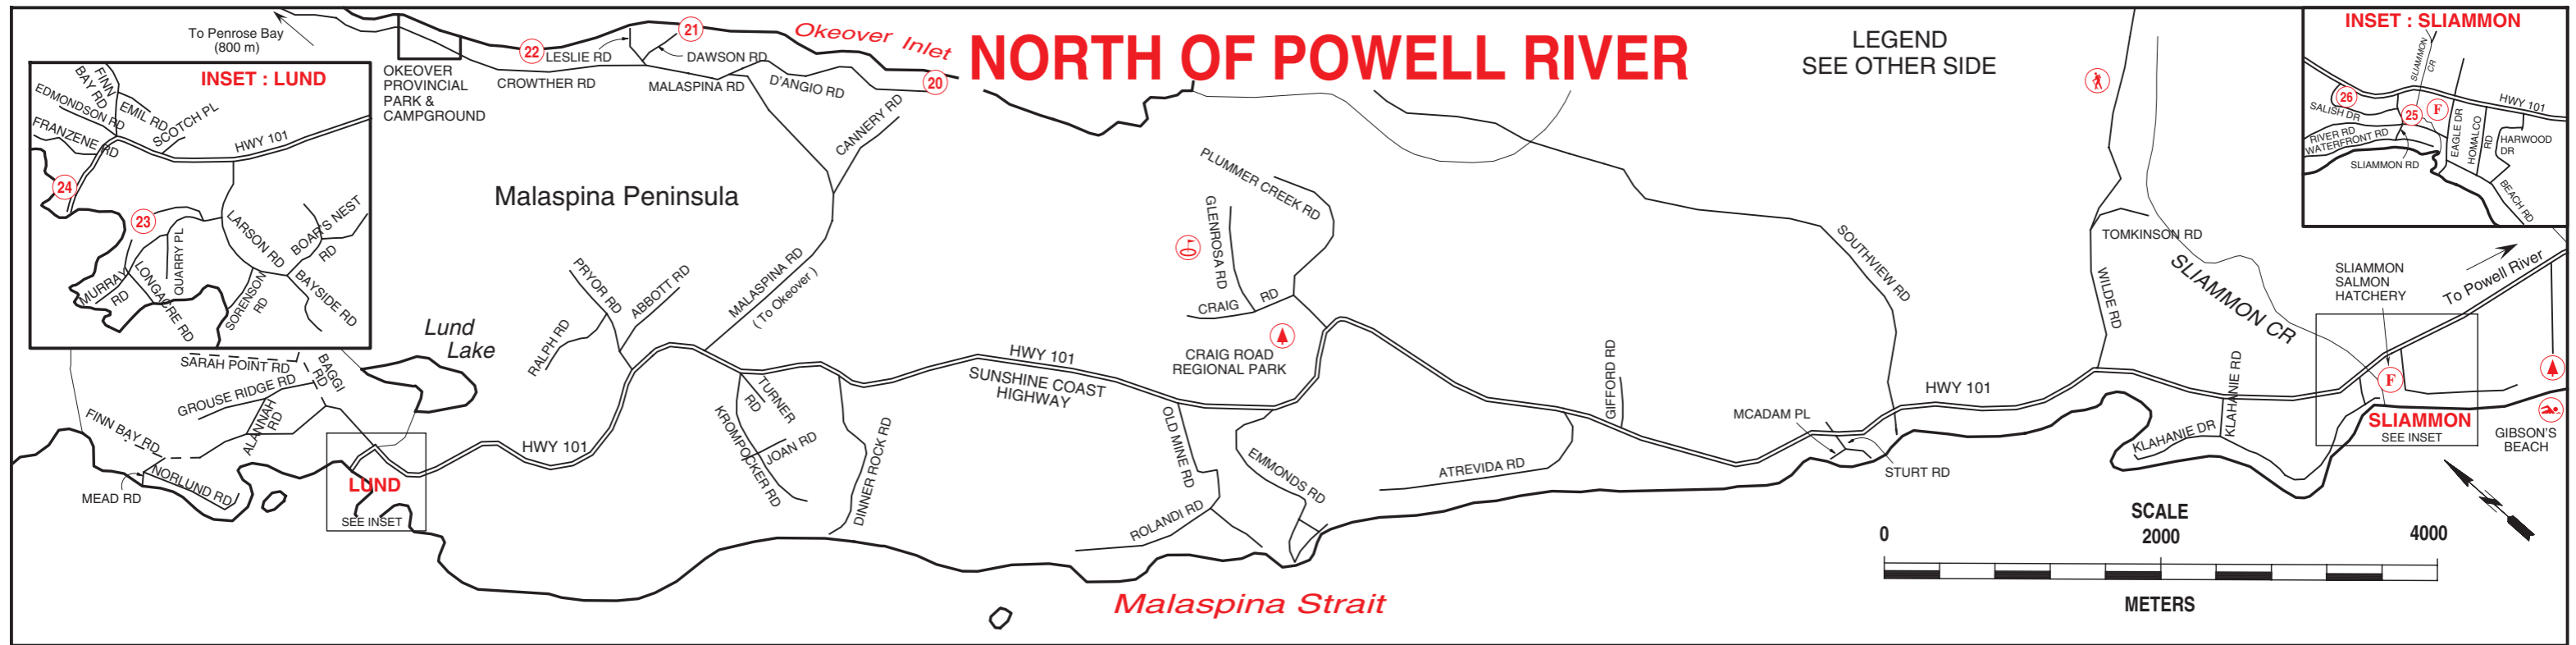 NORTH OF POWELL RIVER
LEGEND
SEE OTHER SIDE
To Penrose Bay
(800 m)
OKEOVER
PROVINCIAL
PARK &
CAMPGROUND
22
LESLIE RD
21
DAWSON RD
CROWTHER RD
MALASPINA RD
D'ANGIO RD
Okeover Inlet
20
CANNERY RD
Malaspina Peninsula
INSET : LUND
FINN
BAY RD
EDMONDSON RD
EMIL RD
SCOTCH PL
FRANZENE RD
HWY 101
24
23
QUARRY PL
LARSON RD
BOAR'S NEST
RD
MURRAY
RD
LONGACRE RD
SORENSON
RD
BAYSIDE RD
Lund
Lake
SARAH POINT RD
BAGGI
RD
GROUSE RIDGE RD
ALANNAH
RD
FINN BAY RD
NORLUND RD
MEAD RD
LUND
SEE INSET
HWY 101
RALPH RD
PRYOR RD
ABBOTT RD
MALASPINA RD
( To Okeover )
TURNER
RD
KROMPOCKER RD
JOAN RD
DINNER ROCK RD
HWY 101
SUNSHINE COAST
HIGHWAY
PLUMMER CREEK RD
GLENROSA RD
CRAIG RD
CRAIG ROAD
REGIONAL PARK
OLD MINE RD
ROLANDI RD
EMMONDS RD
ATREVIDA RD
GIFFORD RD
MCADAM PL
STURT RD
SOUTHVIEW RD
HWY 101
TOMKINSON RD
WILDE RD
SLIAMMON CR
KLAHANIE RD
KLAHANIE DR
SLIAMMON
SALMON
HATCHERY
To Powell River
F
SLIAMMON
SEE INSET
GIBSON'S
BEACH
INSET : SLIAMMON
SLIAMMON
CR
26
25
F
HWY 101
SALISH DR
RIVER RD
WATERFRONT RD
SLIAMMON RD
EAGLE DR
HOMALCO
RD
HARWOOD
DR
BEACH RD
Malaspina Strait
SCALE
0
2000
4000
METERS